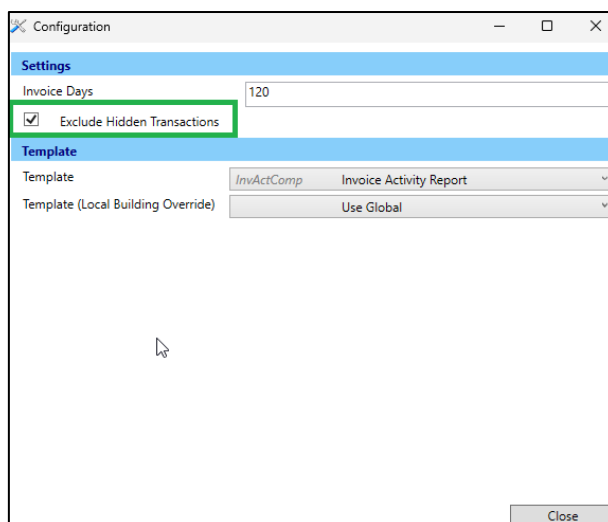 Configuration
Settings
Invoice Days 120
Exclude Hidden Transactions
Template
Template InvActComp Invoice Activity Report
Template (Local Building Override) Use Global
Close